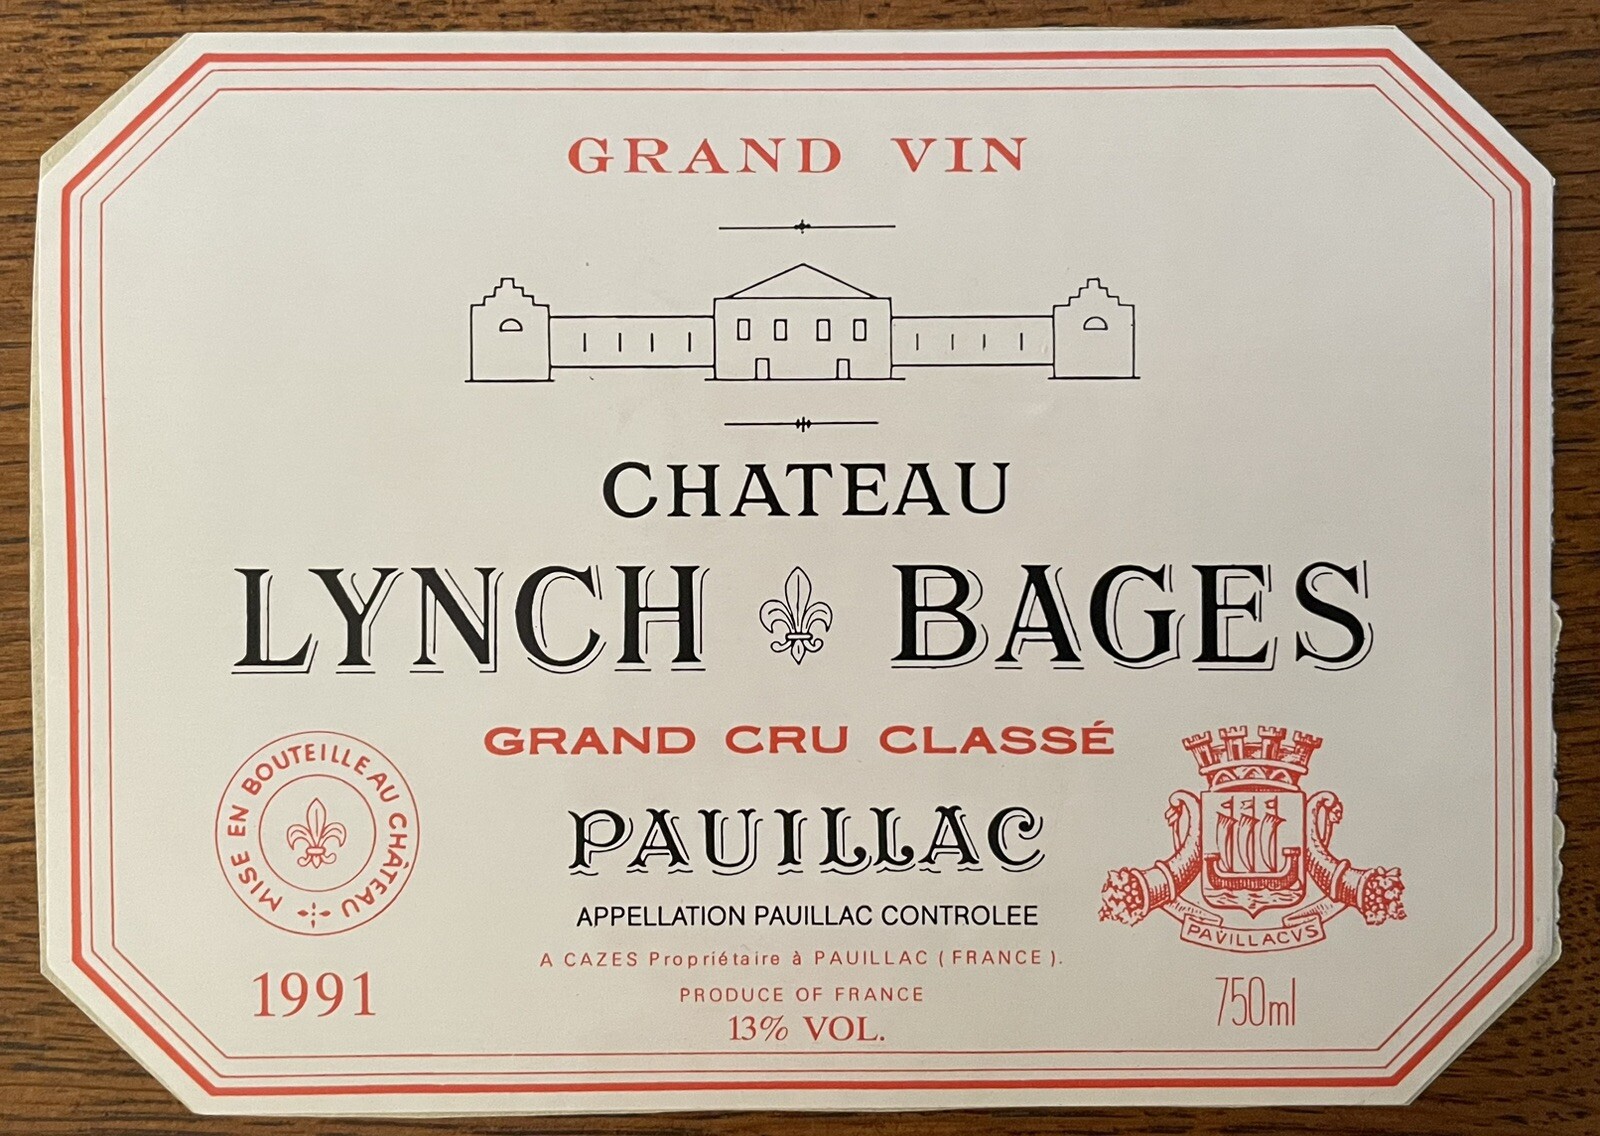 GRAND VIN
CHATEAU
LYNCH BAGES
GRAND CRU CLASSÉ
MISE EN BOUTEILLE AU CHÂTEAU
PAUILLAC
PAVILLACVS
APPELLATION PAUILLAC CONTROLEE
A CAZES Propriétaire à PAUILLAC (FRANCE).
1991
PRODUCE OF FRANCE
750ml
13% VOL.